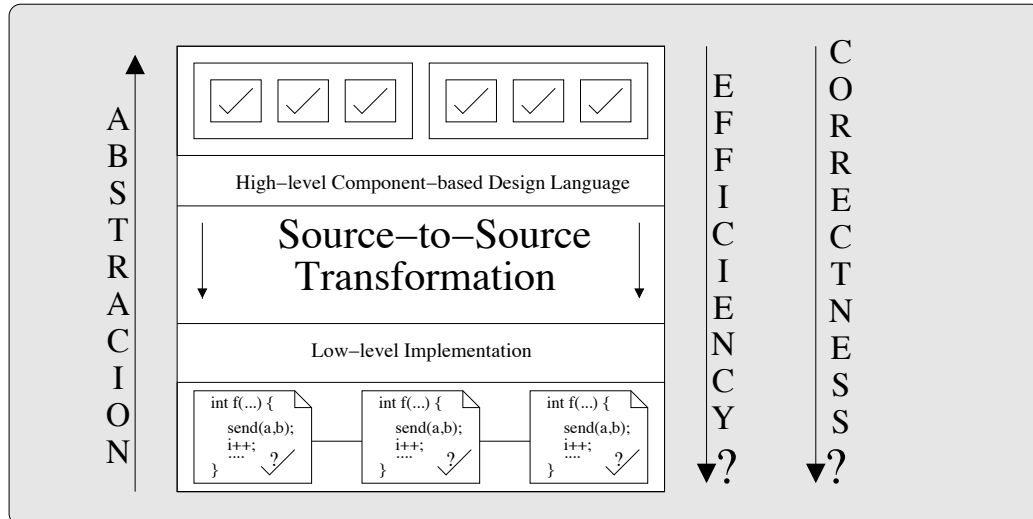 ABSTRACION
High−level Component−based Design Language
Source−to−Source
Transformation
Low−level Implementation
int f(...) {
send(a,b);
i++;
....
}
?
int f(...) {
send(a,b);
i++;
....
}
?
int f(...) {
send(a,b);
i++;
....
}
?
EFFICIENCY?
CORRECTNESS?